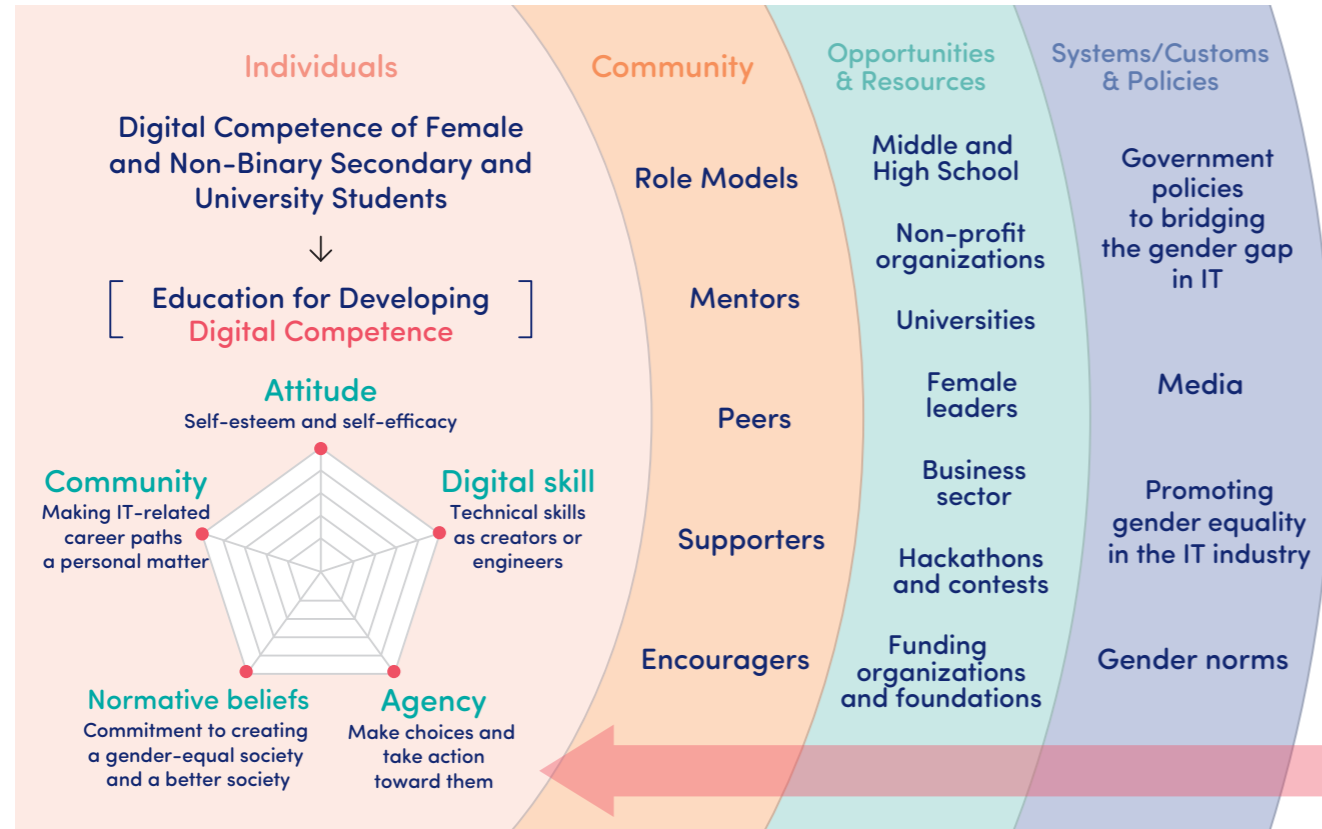 Individuals
Digital Competence of Female
and Non-Binary Secondary and
University Students
Education for Developing
Digital Competence
Attitude
Self-esteem and self-efficacy
Community
Making IT-related
career paths
a personal matter
Digital skill
Technical skills
as creators or
engineers
Normative beliefs
Commitment to creating
a gender-equal society
and a better society
Agency
Make choices and
take action
toward them
Community
Role Models
Mentors
Peers
Supporters
Encouragers
Opportunities
& Resources
Middle and
High School
Non-profit
organizations
Universities
Female
leaders
Business
sector
Hackathons
and contests
Funding
organizations
and foundations
Systems/Customs
& Policies
Government
policies
to bridging
the gender gap
in IT
Media
Promoting
gender equality
in the IT industry
Gender norms